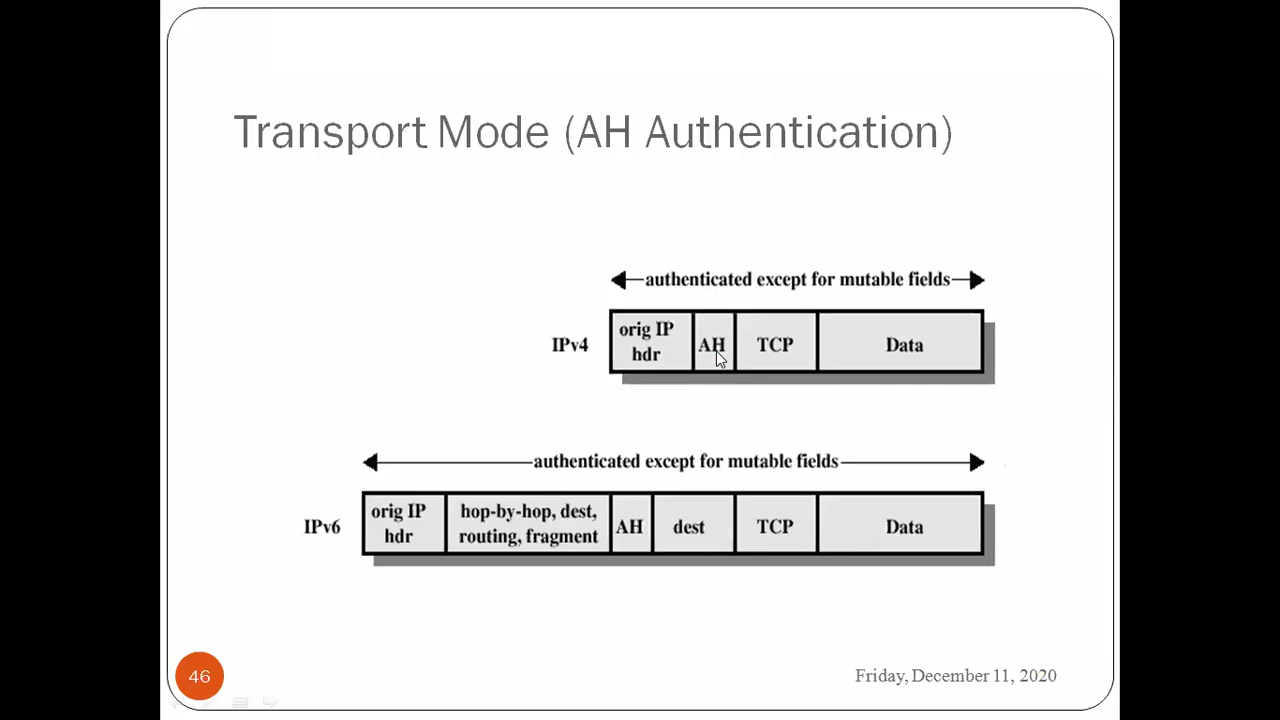 Transport Mode (AH Authentication)
authenticated except for mutable fields
IPv4
orig IP
hdr
AH
TCP
Data
authenticated except for mutable fields
IPv6
orig IP
hdr
hop-by-hop, dest,
routing, fragment
AH
dest
TCP
Data
46
Friday, December 11, 2020